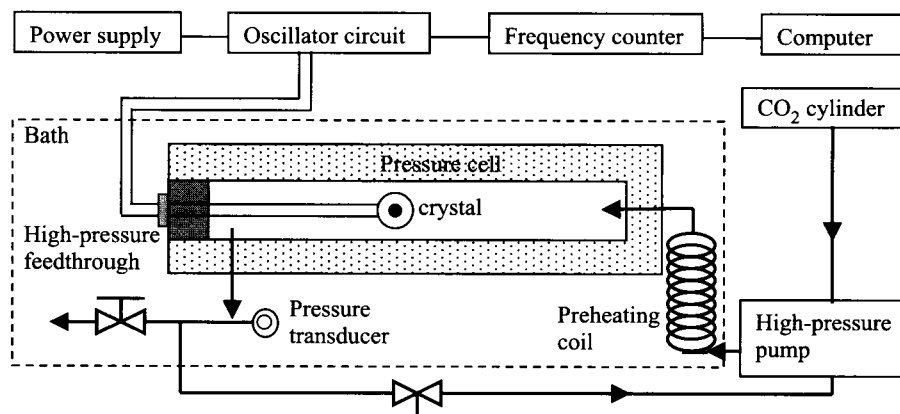 Power supply
Oscillator circuit
Frequency counter
Computer
CO₂ cylinder
Bath
Pressure cell
crystal
High-pressure
feedthrough
Pressure
transducer
Preheating
coil
High-pressure
pump